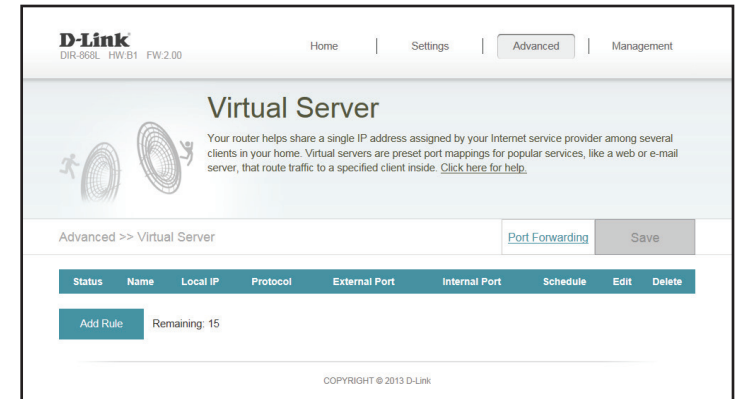 D-Link
DIR-868L HW:B1 FW:2.00
Home | Settings | Advanced | Management
Virtual Server
Your router helps share a single IP address assigned by your Internet service provider among several
clients in your home. Virtual servers are preset port mappings for popular services, like a web or e-mail
server, that route traffic to a specified client inside. Click here for help.
Advanced >> Virtual Server
Port Forwarding
Save
Status Name Local IP Protocol External Port Internal Port Schedule Edit Delete
Add Rule
Remaining: 15
COPYRIGHT © 2013 D-Link